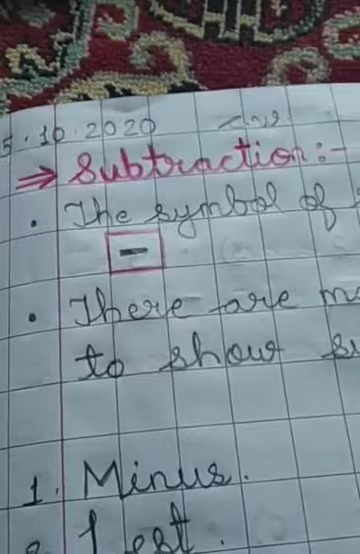 5.10.2020
⇒ Subtraction :-
• The symbol of
−
• There are
to show
1. Minus.